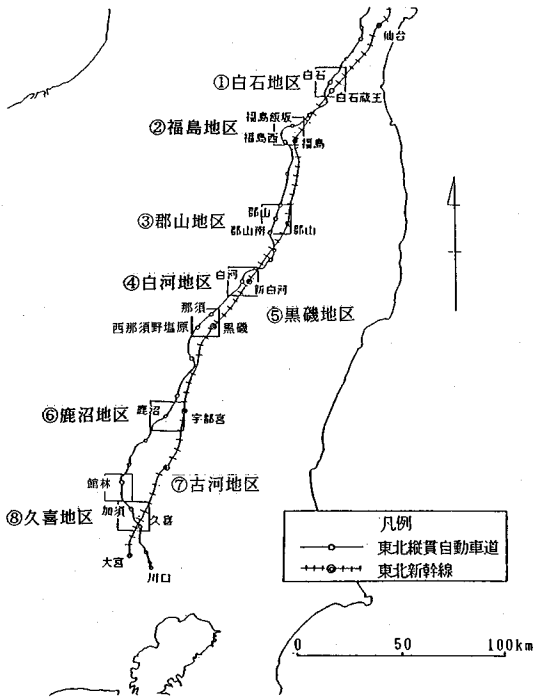 仙台
①白石地区
白石
白石蔵王
福島飯坂
②福島地区
福島西
福島
③郡山地区
郡山
郡山南
郡山
④白河地区
白河
新白河
那須
⑤黒磯地区
西那須野塩原
黒磯
⑥鹿沼地区
鹿沼
宇都宮
館林
⑦古河地区
加須
⑧久喜地区
久喜
大宮
川口
凡例
東北縦貫自動車道
東北新幹線
0 50 100km